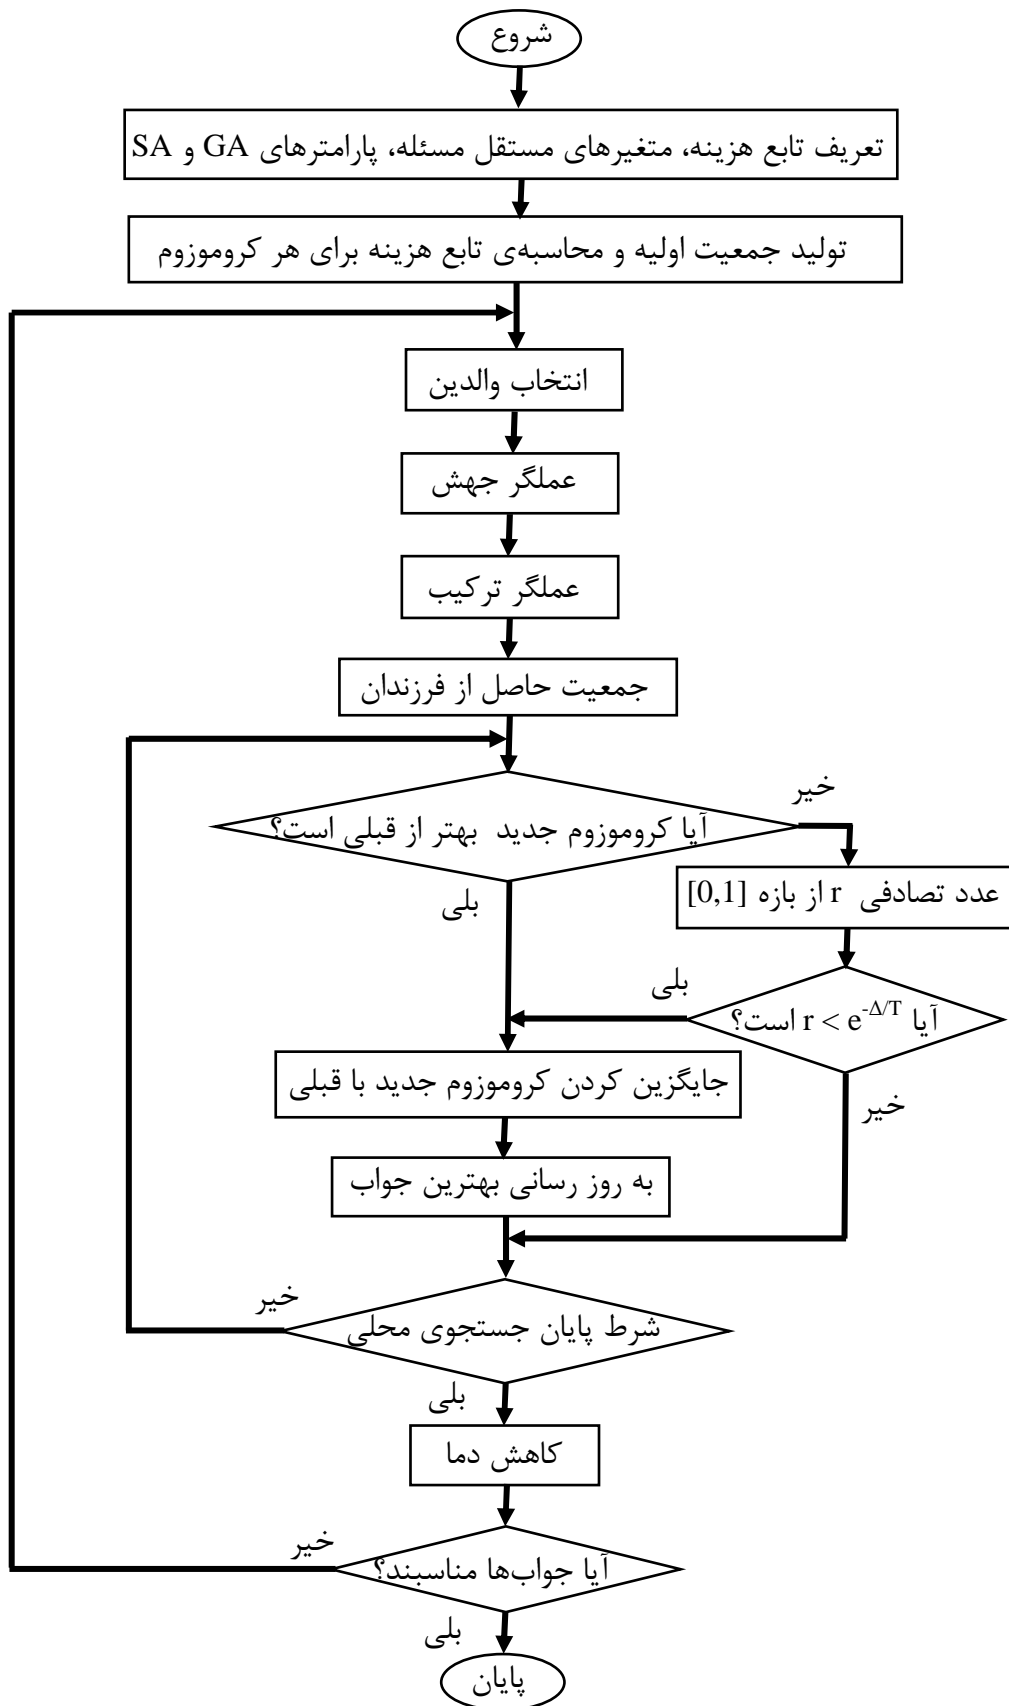 شروع
تعریف تابع هزینه، متغیرهای مستقل مسئله، پارامترهای GA و SA
تولید جمعیت اولیه و محاسبه‌ی تابع هزینه برای هر کروموزوم
انتخاب والدین
عملگر جهش
عملگر ترکیب
جمعیت حاصل از فرزندان
آیا کروموزوم جدید بهتر از قبلی است؟
خیر
بلی
عدد تصادفی r از بازه [0,1]
آیا r < e^{-Δ/T} است؟
بلی
خیر
جایگزین کردن کروموزوم جدید با قبلی
به روز رسانی بهترین جواب
شرط پایان جستجوی محلی
خیر
بلی
کاهش دما
آیا جواب‌ها مناسبند؟
خیر
بلی
پایان